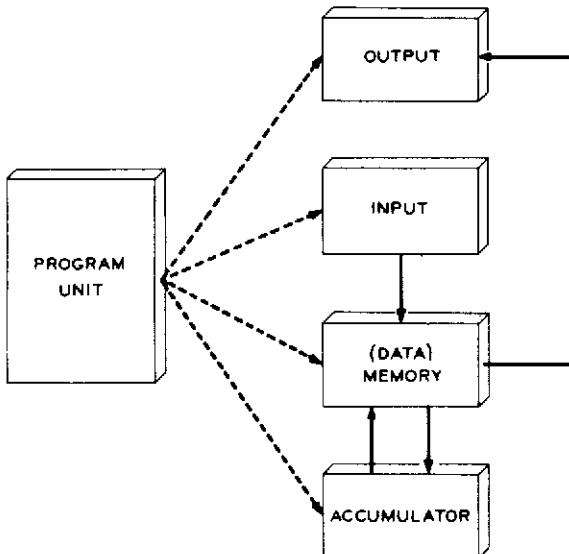 OUTPUT
INPUT
PROGRAM
UNIT
(DATA)
MEMORY
ACCUMULATOR